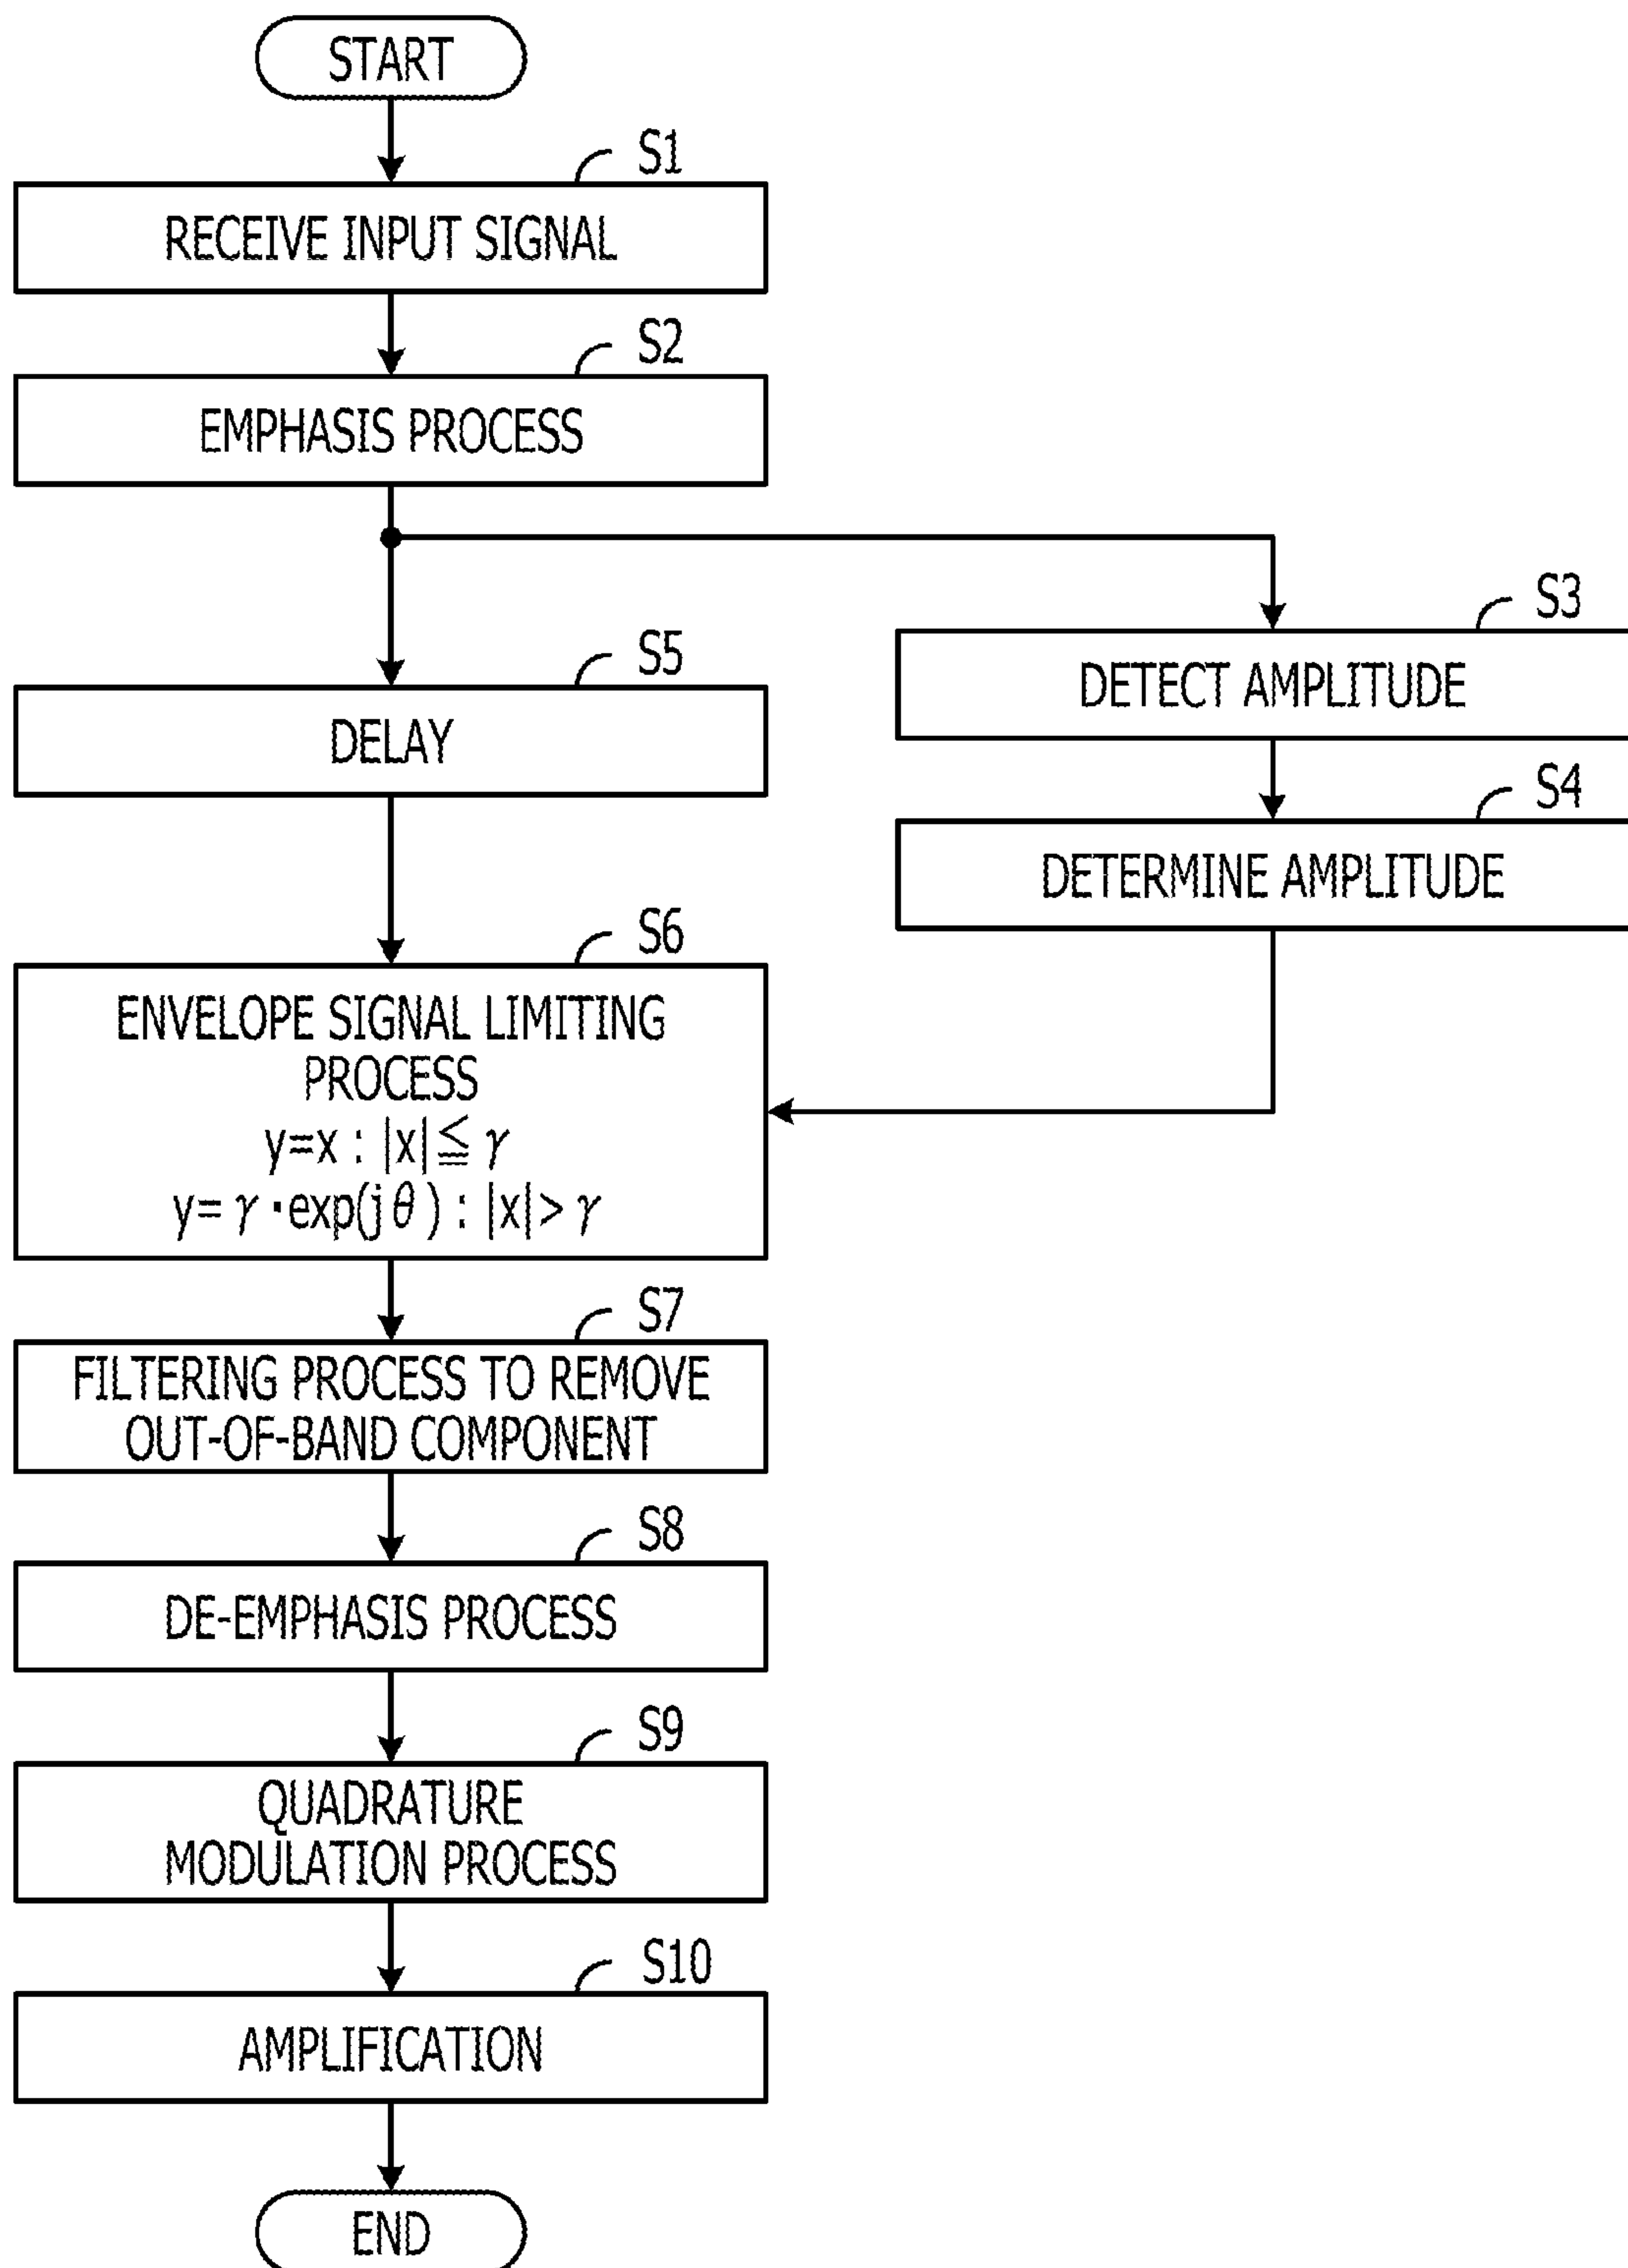 START
S1
RECEIVE INPUT SIGNAL
S2
EMPHASIS PROCESS
S3
DETECT AMPLITUDE
S4
DETERMINE AMPLITUDE
S5
DELAY
S6
ENVELOPE SIGNAL LIMITING
PROCESS
y=x : |x|≦γ
y=γ·exp(jθ) : |x|>γ
S7
FILTERING PROCESS TO REMOVE
OUT-OF-BAND COMPONENT
S8
DE-EMPHASIS PROCESS
S9
QUADRATURE
MODULATION PROCESS
S10
AMPLIFICATION
END